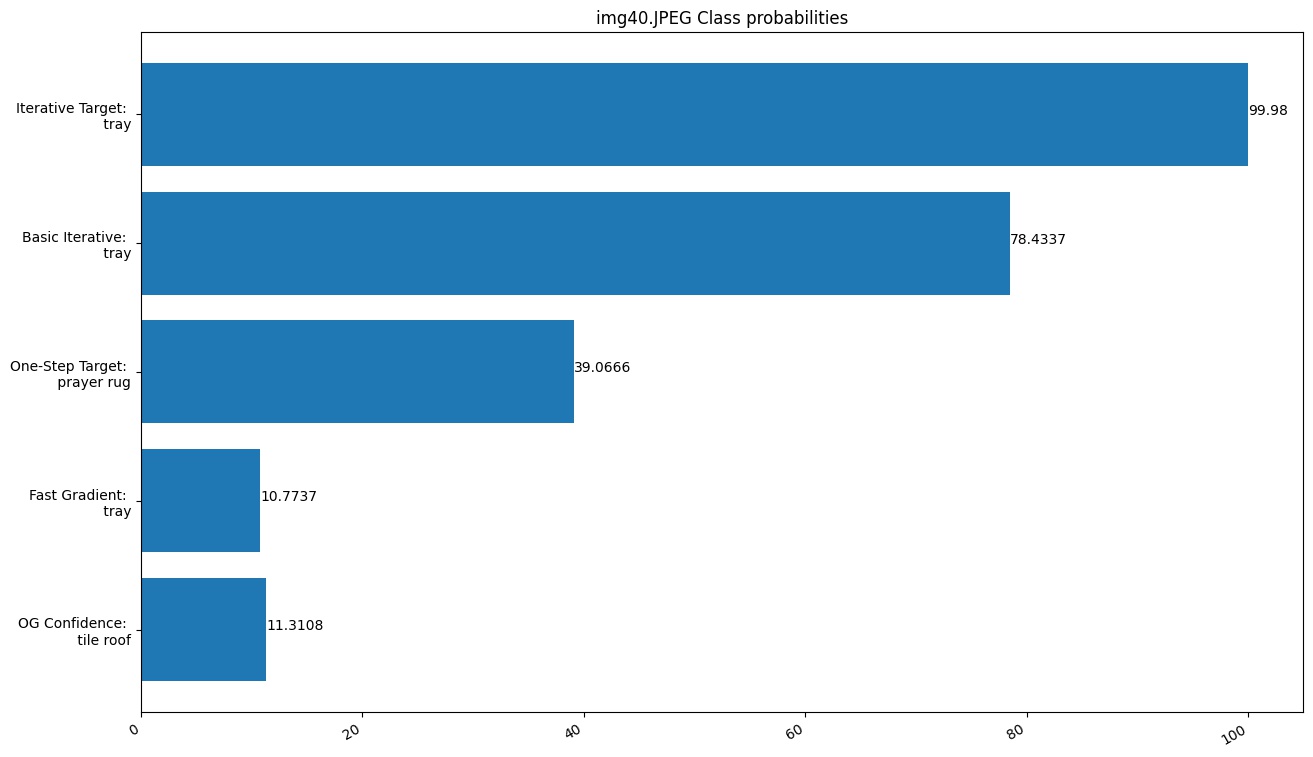 img40.JPEG Class probabilities
Iterative Target:
tray
99.98
Basic Iterative:
tray
78.4337
One-Step Target:
prayer rug
39.0666
Fast Gradient:
tray
10.7737
OG Confidence:
tile roof
11.3108
0
20
40
60
80
100